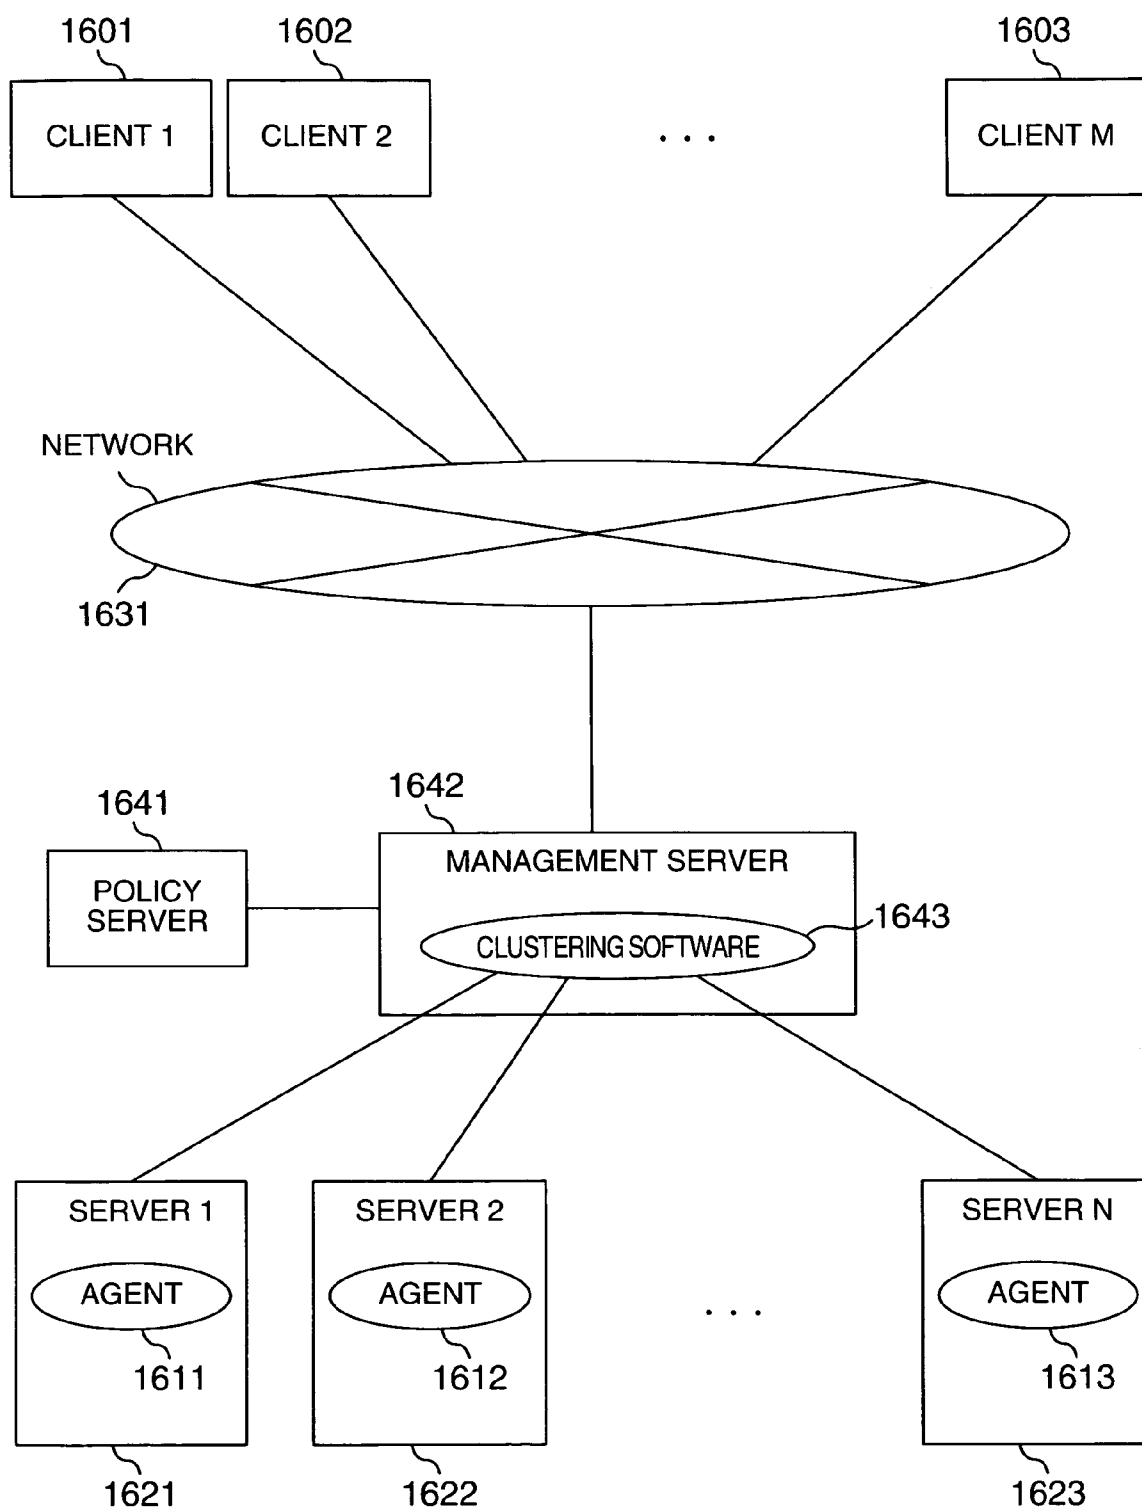 1601
1602
1603
CLIENT 1
CLIENT 2
. . .
CLIENT M
NETWORK
1631
1642
1641
MANAGEMENT SERVER
POLICY
SERVER
1643
CLUSTERING SOFTWARE
SERVER 1
SERVER 2
SERVER N
AGENT
AGENT
. . .
AGENT
1611
1612
1613
1621
1622
1623